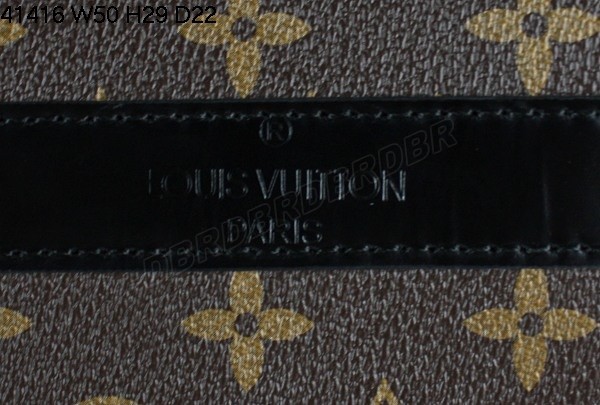 41416 W50 H29 D22
®
LOUIS VUITTON
PARIS